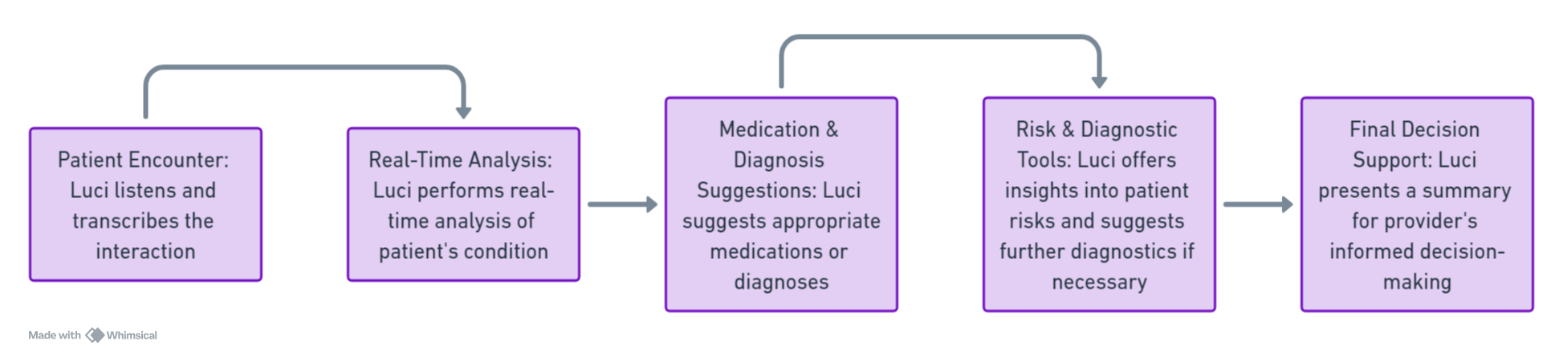 Patient Encounter:
Luci listens and
transcribes the
interaction
Real-Time Analysis:
Luci performs real-
time analysis of
patient's condition
Medication &
Diagnosis
Suggestions: Luci
suggests appropriate
medications or
diagnoses
Risk & Diagnostic
Tools: Luci offers
insights into patient
risks and suggests
further diagnostics if
necessary
Final Decision
Support: Luci
presents a summary
for provider's
informed decision-
making
Made with Whimsical